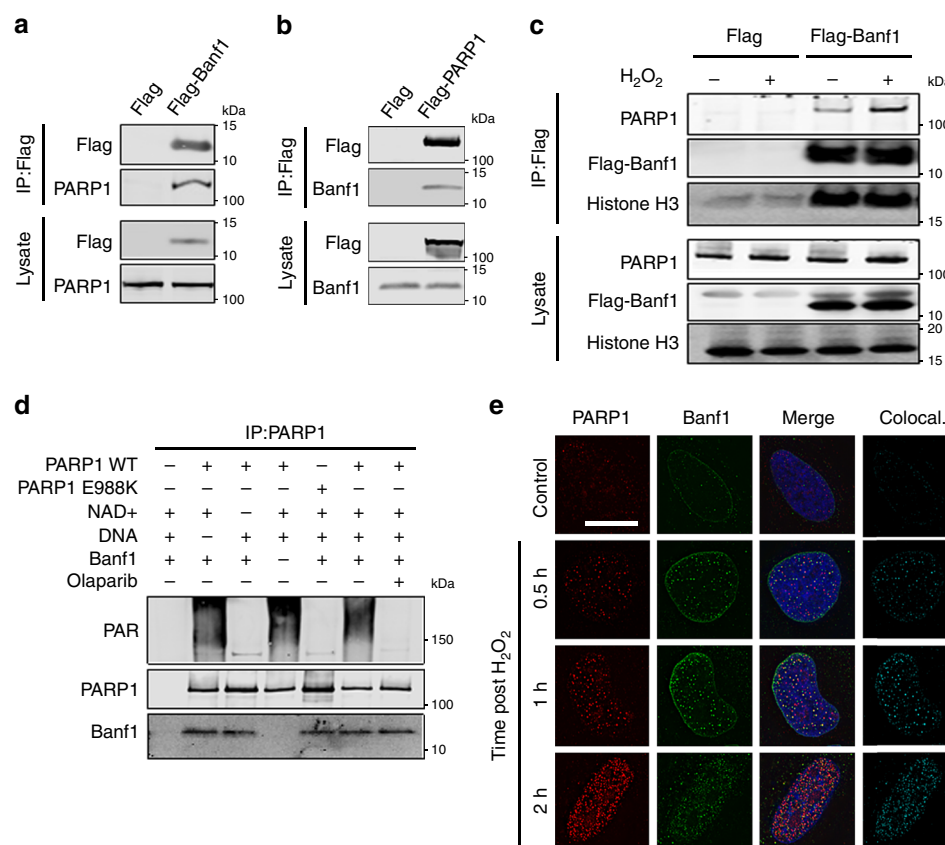 a
Flag
Flag-Banf1
kDa
IP:Flag
Flag
15
10
PARP1
100
Lysate
Flag
15
10
PARP1
100
b
Flag
Flag-PARP1
kDa
IP:Flag
Flag
100
Banf1
15
10
Lysate
Flag
100
Banf1
15
10
c
Flag Flag-Banf1
H2O2 – + – +
IP:Flag
PARP1
100
Flag-Banf1
Histone H3
15
Lysate
PARP1
100
Flag-Banf1
10
Histone H3
20
15
d
IP:PARP1
PARP1 WT – + + + – + +
PARP1 E988K – – – – + – –
NAD+ + + – + + + +
DNA + – + + + + +
Banf1 + + + – + + +
Olaparib – – – – – – +
kDa
PAR
150
PARP1
100
Banf1
10
e
PARP1 Banf1 Merge Colocal.
Control
Time post H2O2
0.5 h
1 h
2 h